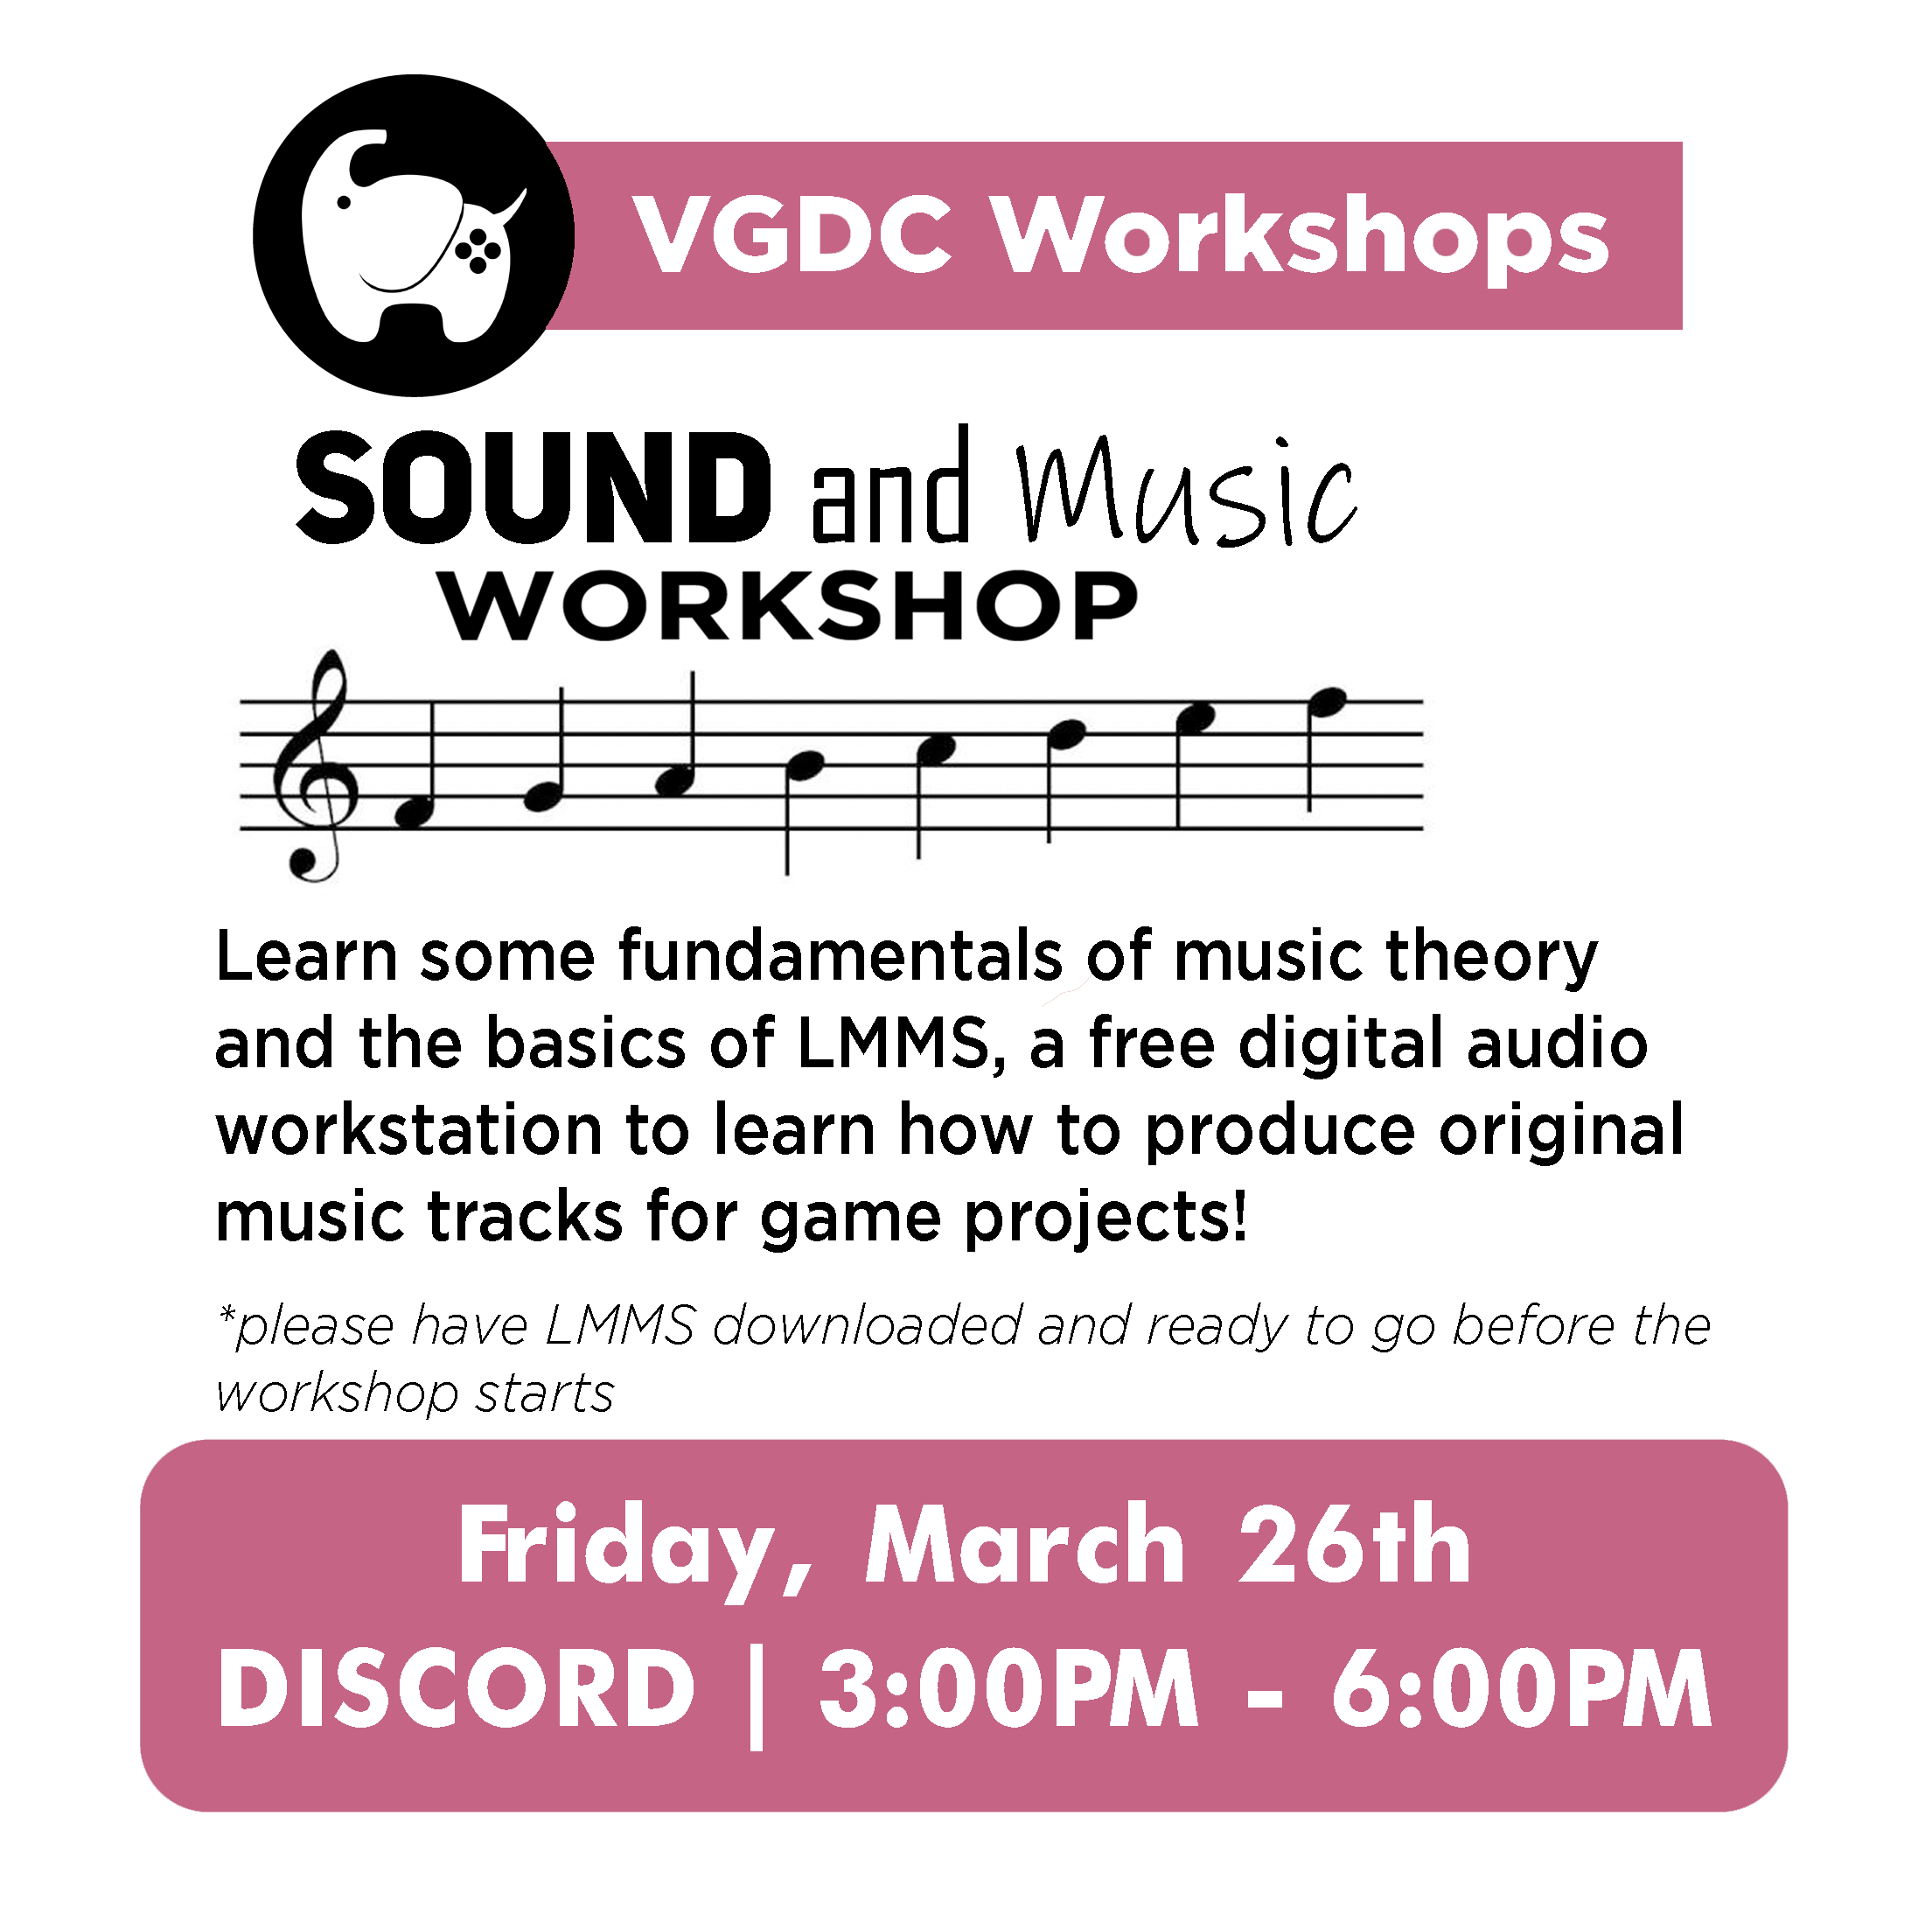 VGDC Workshops
SOUND and Music
WORKSHOP
Learn some fundamentals of music theory
and the basics of LMMS, a free digital audio
workstation to learn how to produce original
music tracks for game projects!
*please have LMMS downloaded and ready to go before the
workshop starts
Friday, March 26th
DISCORD | 3:00PM - 6:00PM